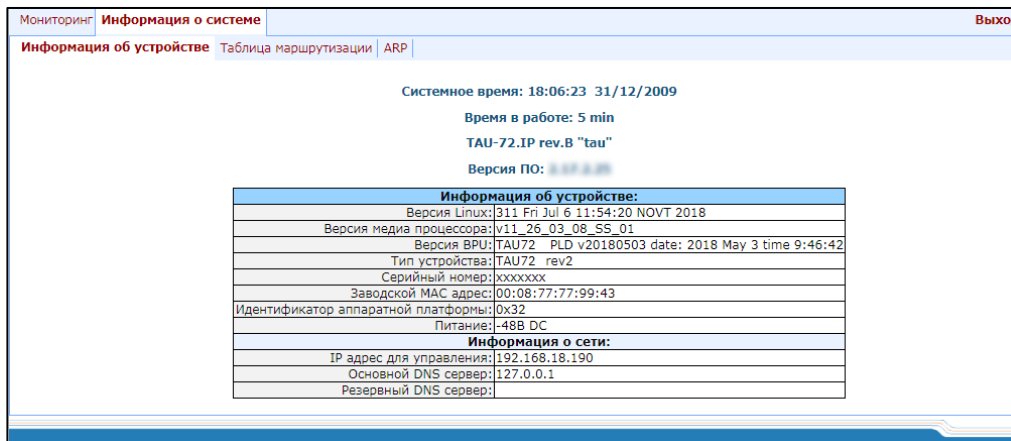 Мониторинг Информация о системе Выхо
Информация об устройстве Таблица маршрутизации ARP
Системное время: 18:06:23 31/12/2009
Время в работе: 5 min
TAU-72.IP rev.B "tau"
Версия ПО:
Информация об устройстве:
Версия Linux: 311 Fri Jul 6 11:54:20 NOVT 2018
Версия медиа процессора: v11_26_03_08_SS_01
Версия BPU: TAU72 PLD v20180503 date: 2018 May 3 time 9:46:42
Тип устройства: TAU72 rev2
Серийный номер: xxxxxxx
Заводской MAC адрес: 00:08:77:77:99:43
Идентификатор аппаратной платформы: 0x32
Питание: -48В DC
Информация о сети:
IP адрес для управления: 192.168.18.190
Основной DNS сервер: 127.0.0.1
Резервный DNS сервер: